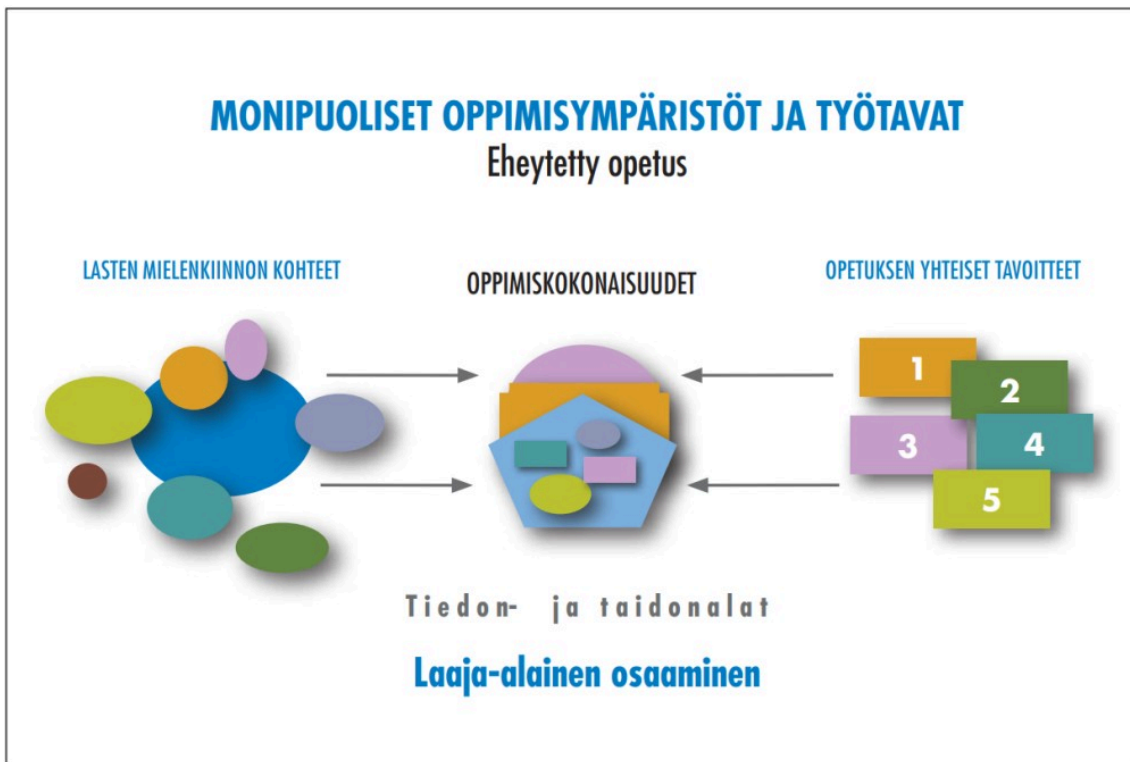 MONIPUOLISET OPPIMISYMPÄRISTÖT JA TYÖTAVAT
Eheytetty opetus
LASTEN MIELENKIINNON KOHTEET
OPPIMISKOKONAISUUDET
OPETUKSEN YHTEISET TAVOITTEET
1
2
3
4
5
Tiedon- ja taidonalat
Laaja-alainen osaaminen